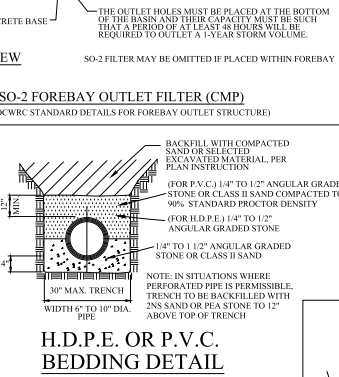 THE OUTLET HOLES MUST BE PLACED AT THE BOTTOM
OF THE BASIN AND THEIR CAPACITY MUST BE SUCH
THAT A PERIOD OF AT LEAST 48 HOURS WILL BE
REQUIRED TO OUTLET A 1-YEAR STORM VOLUME.
CRETE BASE
EW
SO-2 FILTER MAY BE OMITTED IF PLACED WITHIN FOREBAY
SO-2 FOREBAY OUTLET FILTER (CMP)
OCWRC STANDARD DETAILS FOR FOREBAY OUTLET STRUCTURE)
BACKFILL WITH COMPACTED
SAND OR SELECTED
EXCAVATED MATERIAL, PER
PLAN INSTRUCTION
(FOR P.V.C.) 1/4" TO 1/2" ANGULAR GRADE
STONE OR CLASS II SAND COMPACTED TO
90% STANDARD PROCTOR DENSITY
(FOR H.D.P.E.) 1/4" TO 1/2"
ANGULAR GRADED STONE
1/4" TO 1 1/2" ANGULAR GRADED
STONE OR CLASS II SAND
12"
MIN.
4"
30" MAX. TRENCH
WIDTH 6" TO 10" DIA.
PIPE
NOTE: IN SITUATIONS WHERE
PERFORATED PIPE IS PERMISSIBLE,
TRENCH TO BE BACKFILLED WITH
2NS SAND OR PEA STONE TO 12"
ABOVE TOP OF TRENCH
H.D.P.E. OR P.V.C.
BEDDING DETAIL